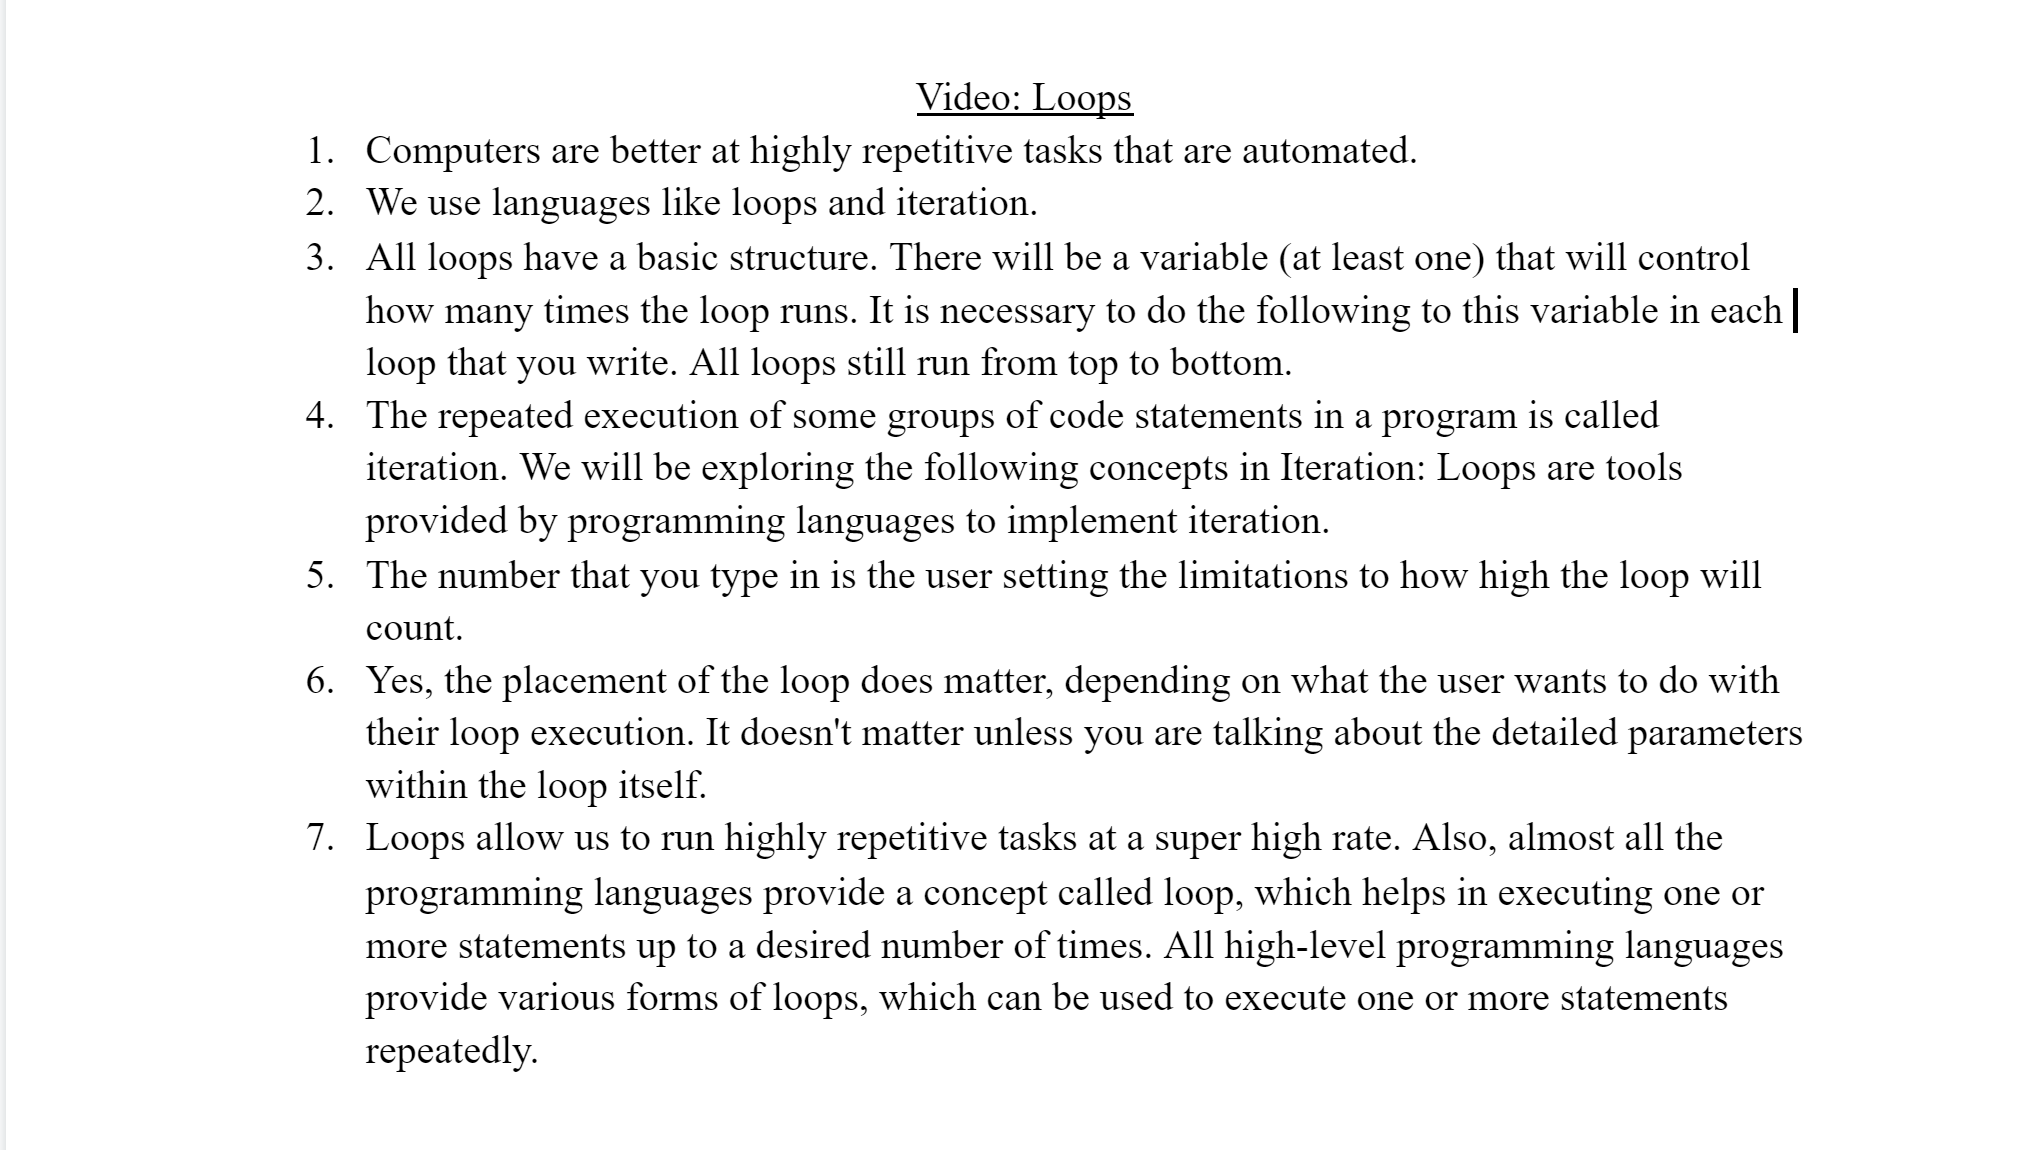 Video: Loops
1. Computers are better at highly repetitive tasks that are automated.
2. We use languages like loops and iteration.
3. All loops have a basic structure. There will be a variable (at least one) that will control
how many times the loop runs. It is necessary to do the following to this variable in each
loop that you write. All loops still run from top to bottom.
4. The repeated execution of some groups of code statements in a program is called
iteration. We will be exploring the following concepts in Iteration: Loops are tools
provided by programming languages to implement iteration.
5. The number that you type in is the user setting the limitations to how high the loop will
count.
6. Yes, the placement of the loop does matter, depending on what the user wants to do with
their loop execution. It doesn't matter unless you are talking about the detailed parameters
within the loop itself.
7. Loops allow us to run highly repetitive tasks at a super high rate. Also, almost all the
programming languages provide a concept called loop, which helps in executing one or
more statements up to a desired number of times. All high-level programming languages
provide various forms of loops, which can be used to execute one or more statements
repeatedly.